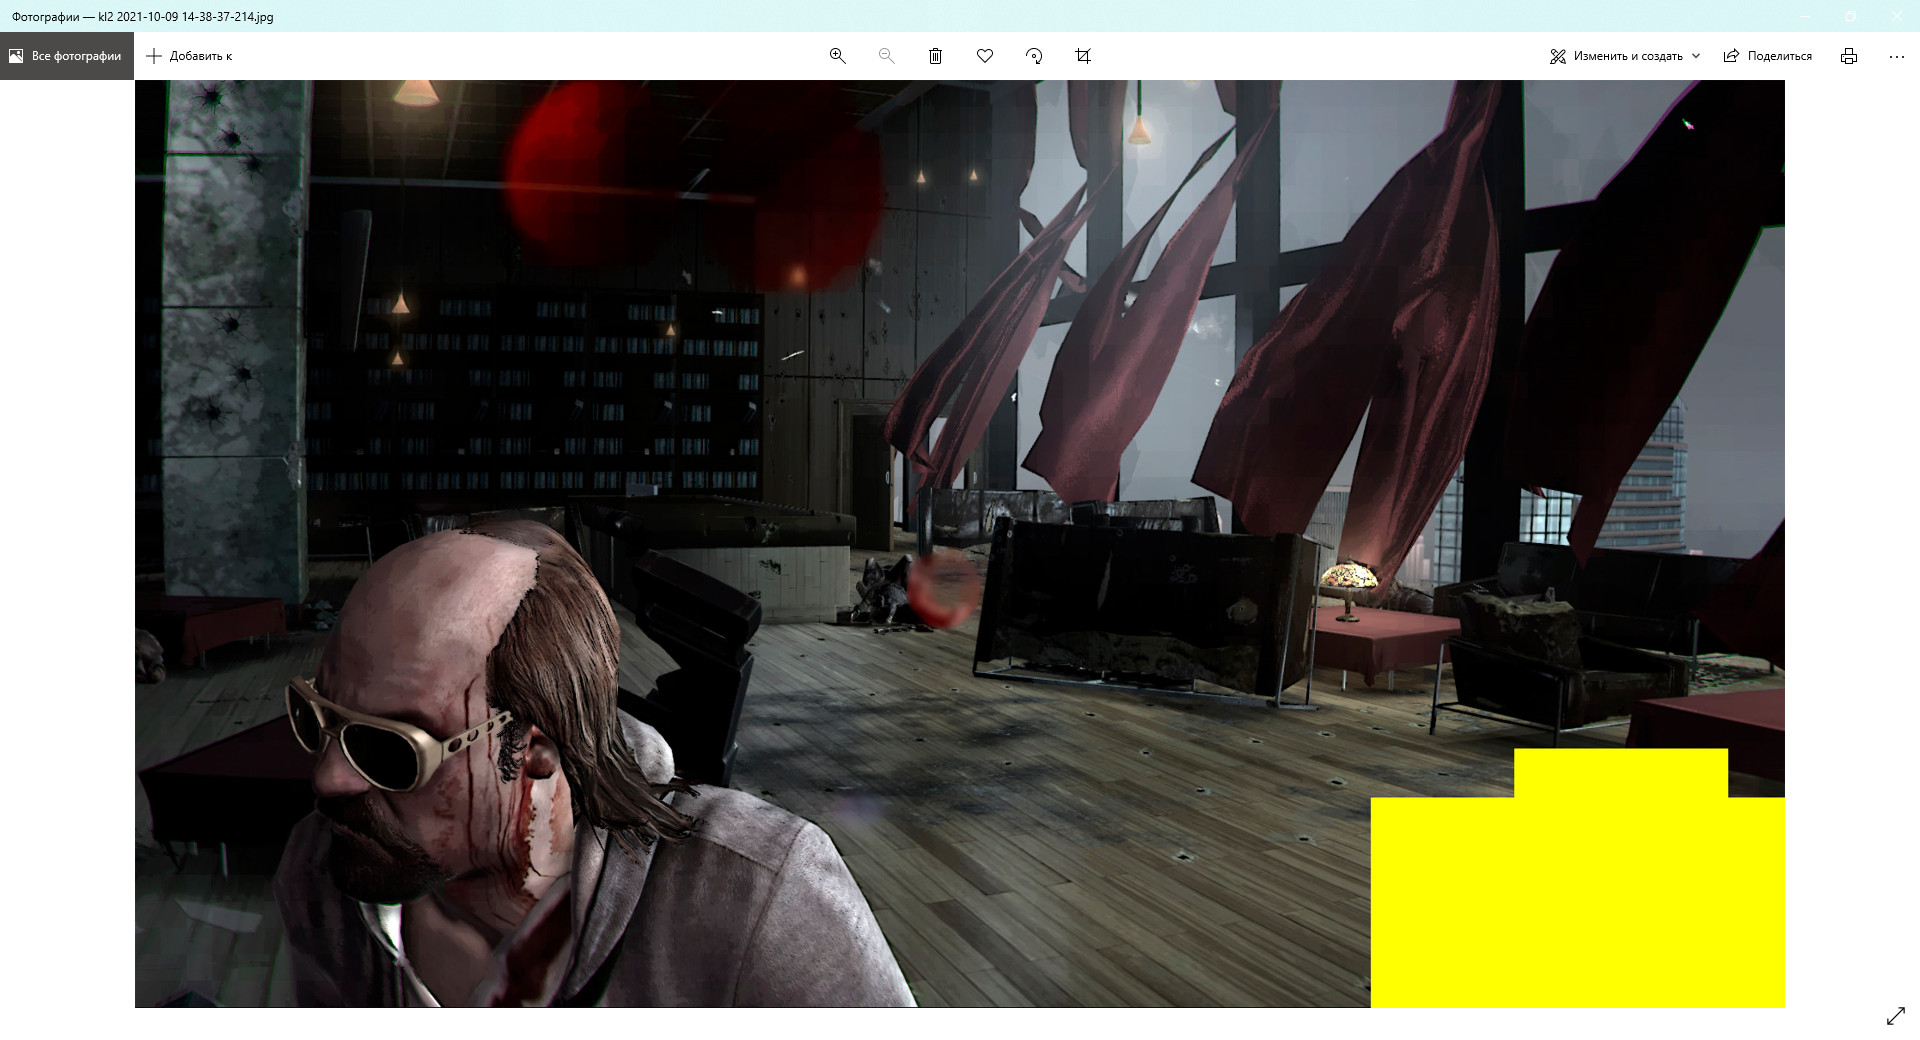 Фотографии — kl2 2021-10-09 14-38-37-214.jpg
Все фотографии
Добавить к
Изменить и создать
Поделиться